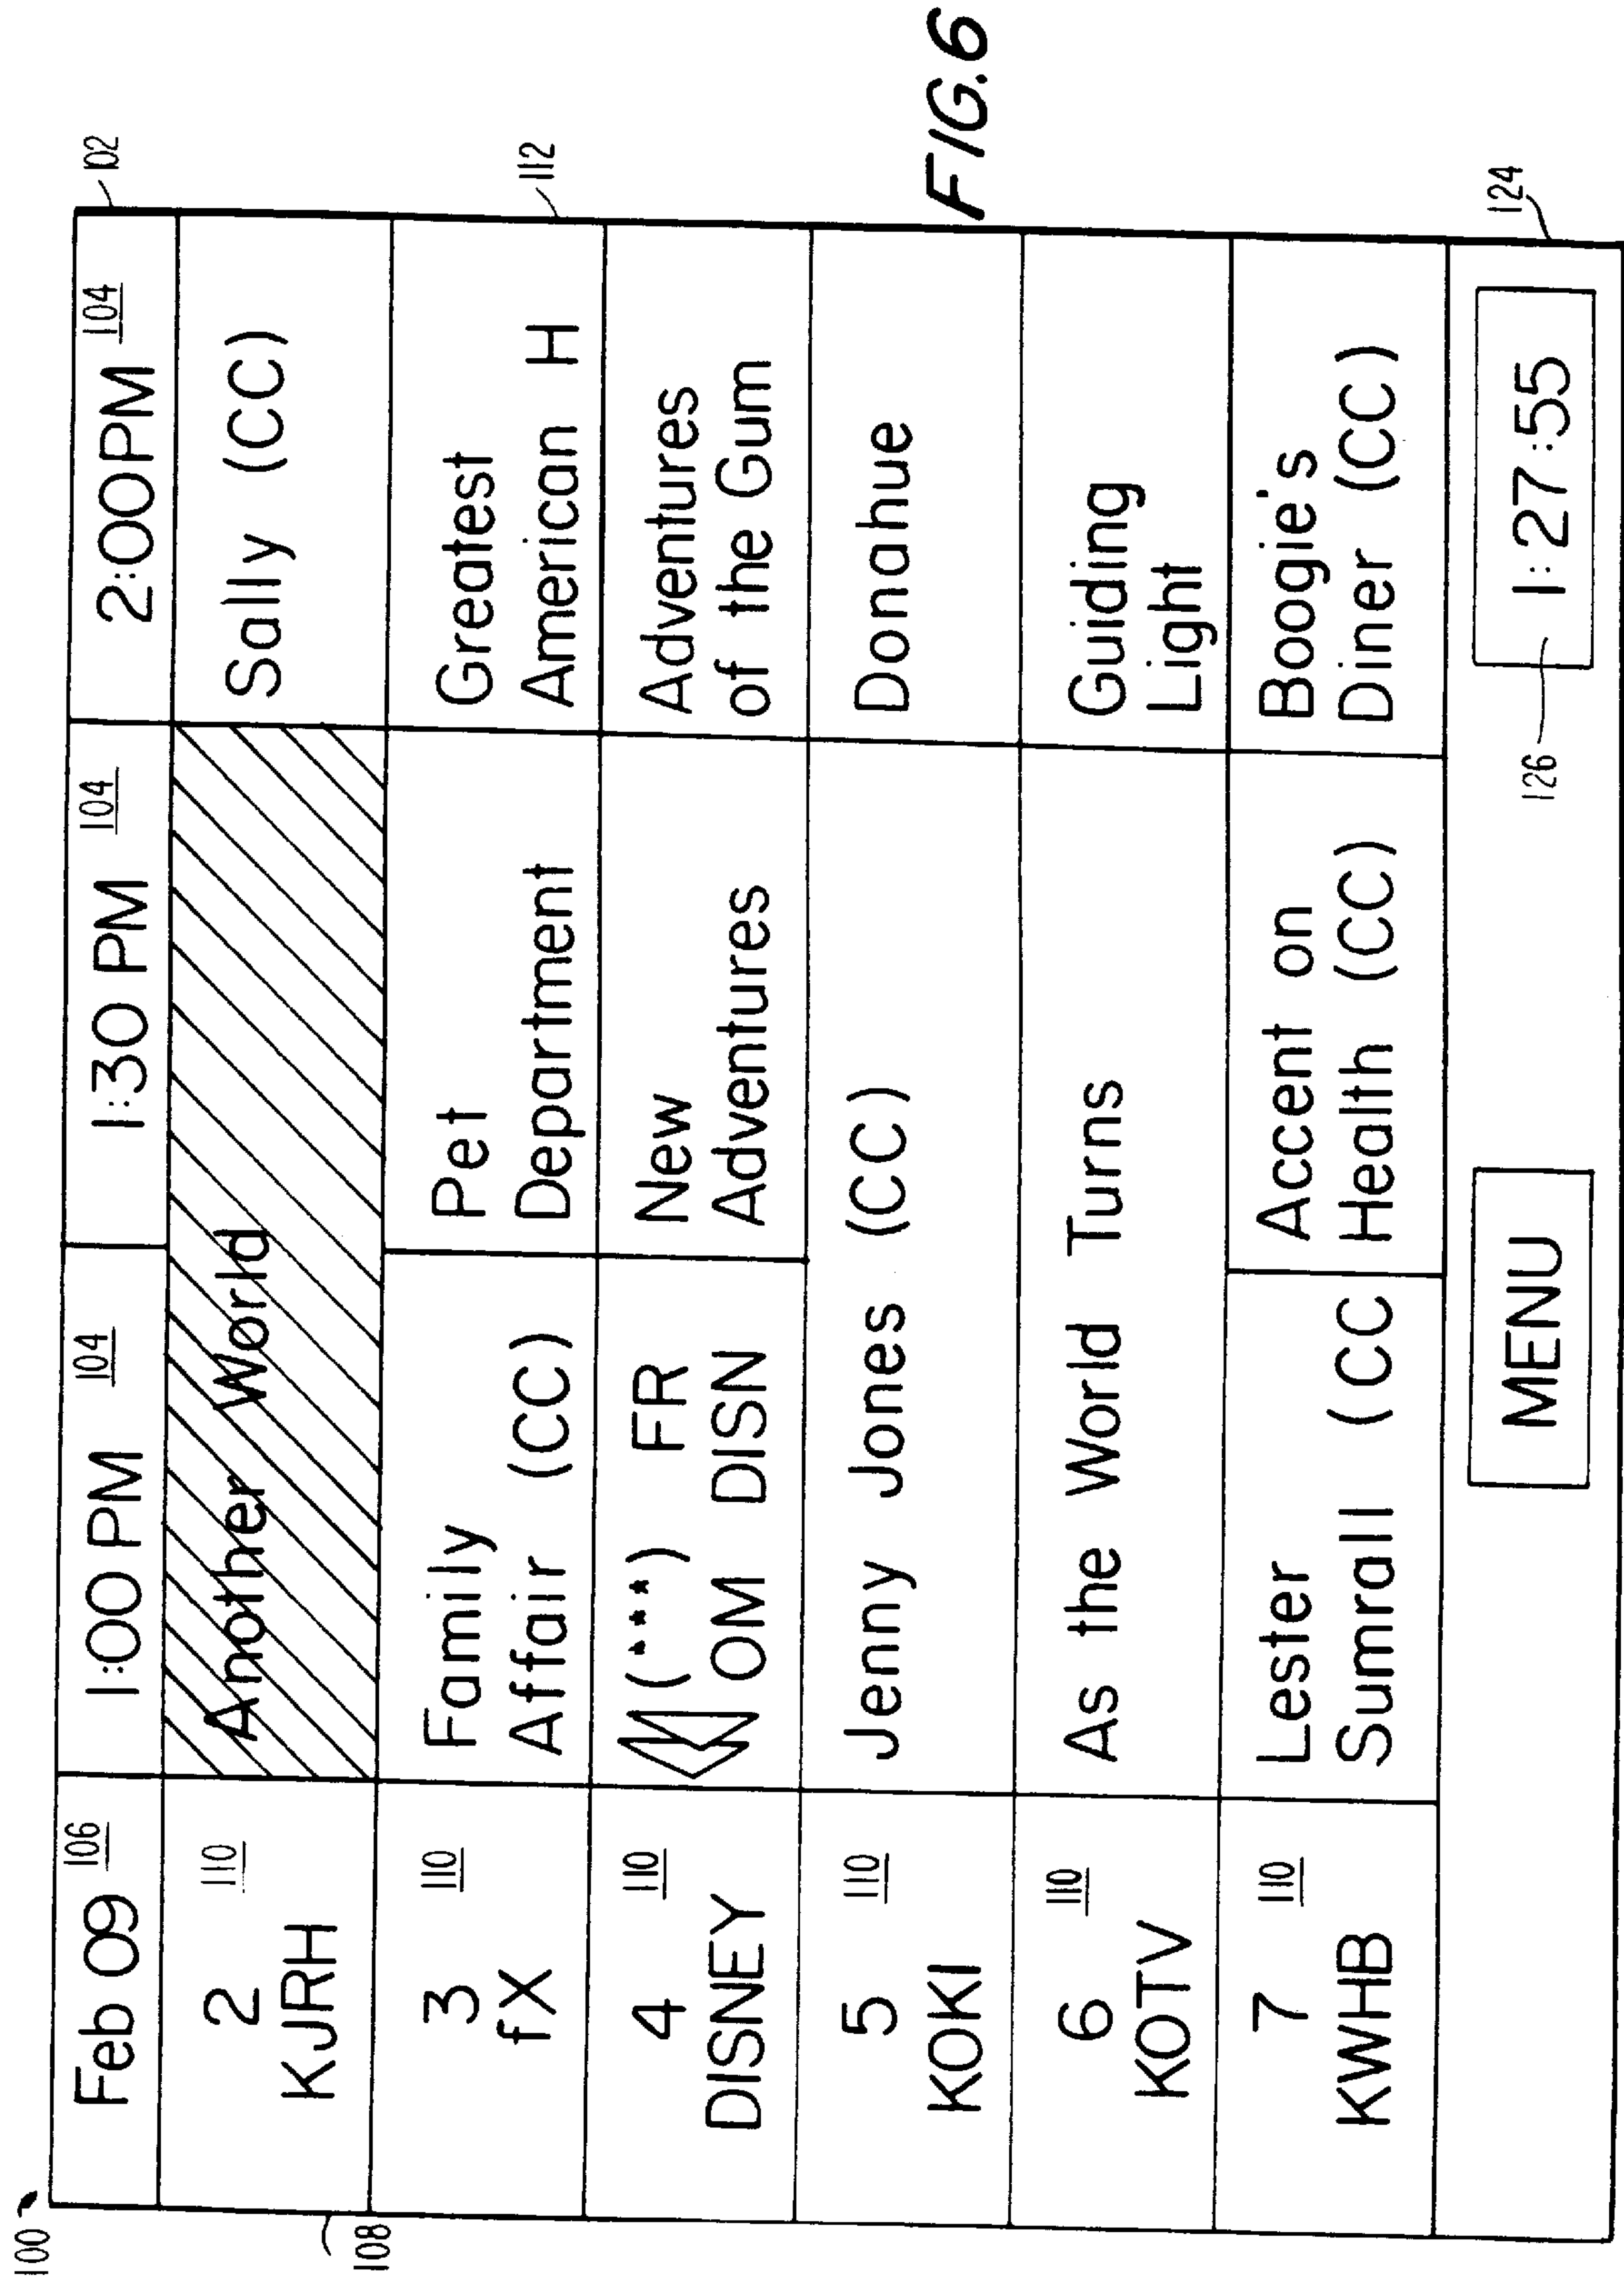 100
102
Feb 09 106
1:00 PM 104
1:30 PM 104
2:00PM 104
2 110
KJRH
Another World
Sally (CC)
108
3 110
fX
Family
Affair (CC)
Pet
Department
Greatest
American H
112
4 110
DISNEY
(***) FR
OM DISN
New
Adventures
Adventures
of the Gum
5 110
KOKI
Jenny Jones (CC)
Donahue
6 110
KOTV
As the World Turns
Guiding
Light
7 110
KWHB
Lester
Sumrall (CC
Accent on
Health (CC)
Boogie's
Diner (CC)
MENU
126
1:27:55
124
FIG.6